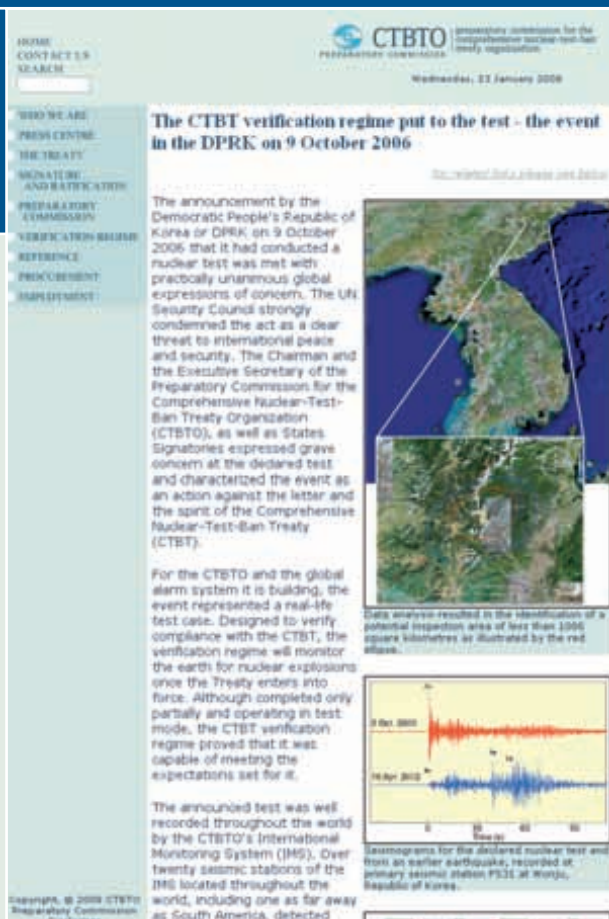 HOME
CONTACT US
SEARCH
CTBTO
PREPARATORY COMMISSION
preparatory commission for the
comprehensive nuclear-test-ban
treaty organization
Wednesday, 23 January 2008
WHO WE ARE
PRESS CENTRE
THE TREATY
SIGNATURE
AND RATIFICATION
PREPARATORY
COMMISSION
VERIFICATION REGIME
REFERENCE
PROCUREMENT
EMPLOYMENT
The CTBT verification regime put to the test - the event
in the DPRK on 9 October 2006
The announcement by the
Democratic People's Republic of
Korea or DPRK on 9 October
2006 that it had conducted a
nuclear test was met with
practically unanimous global
expressions of concern. The UN
Security Council strongly
condemned the act as a clear
threat to international peace
and security. The Chairman and
the Executive Secretary of the
Preparatory Commission for the
Comprehensive Nuclear-Test-
Ban Treaty Organization
(CTBTO), as well as States
Signatories expressed grave
concern at the declared test
and characterized the event as
an action against the letter and
the spirit of the Comprehensive
Nuclear-Test-Ban Treaty
(CTBT).
For the CTBTO and the global
alarm system it is building, the
event represented a real-life
test case. Designed to verify
compliance with the CTBT, the
verification regime will monitor
the earth for nuclear explosions
once the Treaty enters into
force. Although completed only
partially and operating in test
mode, the CTBT verification
regime proved that it was
capable of meeting the
expectations set for it.
The announced test was well
recorded throughout the world
by the CTBTO's International
Monitoring System (IMS). Over
twenty seismic stations of the
IMS located throughout the
world, including one as far away
as South America, detected
Data analysis resulted in the identification of a
potential inspection area of less than 1000
square kilometres as illustrated by the red
ellipse.
Time (s)
Seismograms for the declared nuclear test and
from an earlier earthquake, recorded at
primary seismic station PS31 at Wonju,
Republic of Korea.
Copyright, © 2008 CTBTO
Preparatory Commission